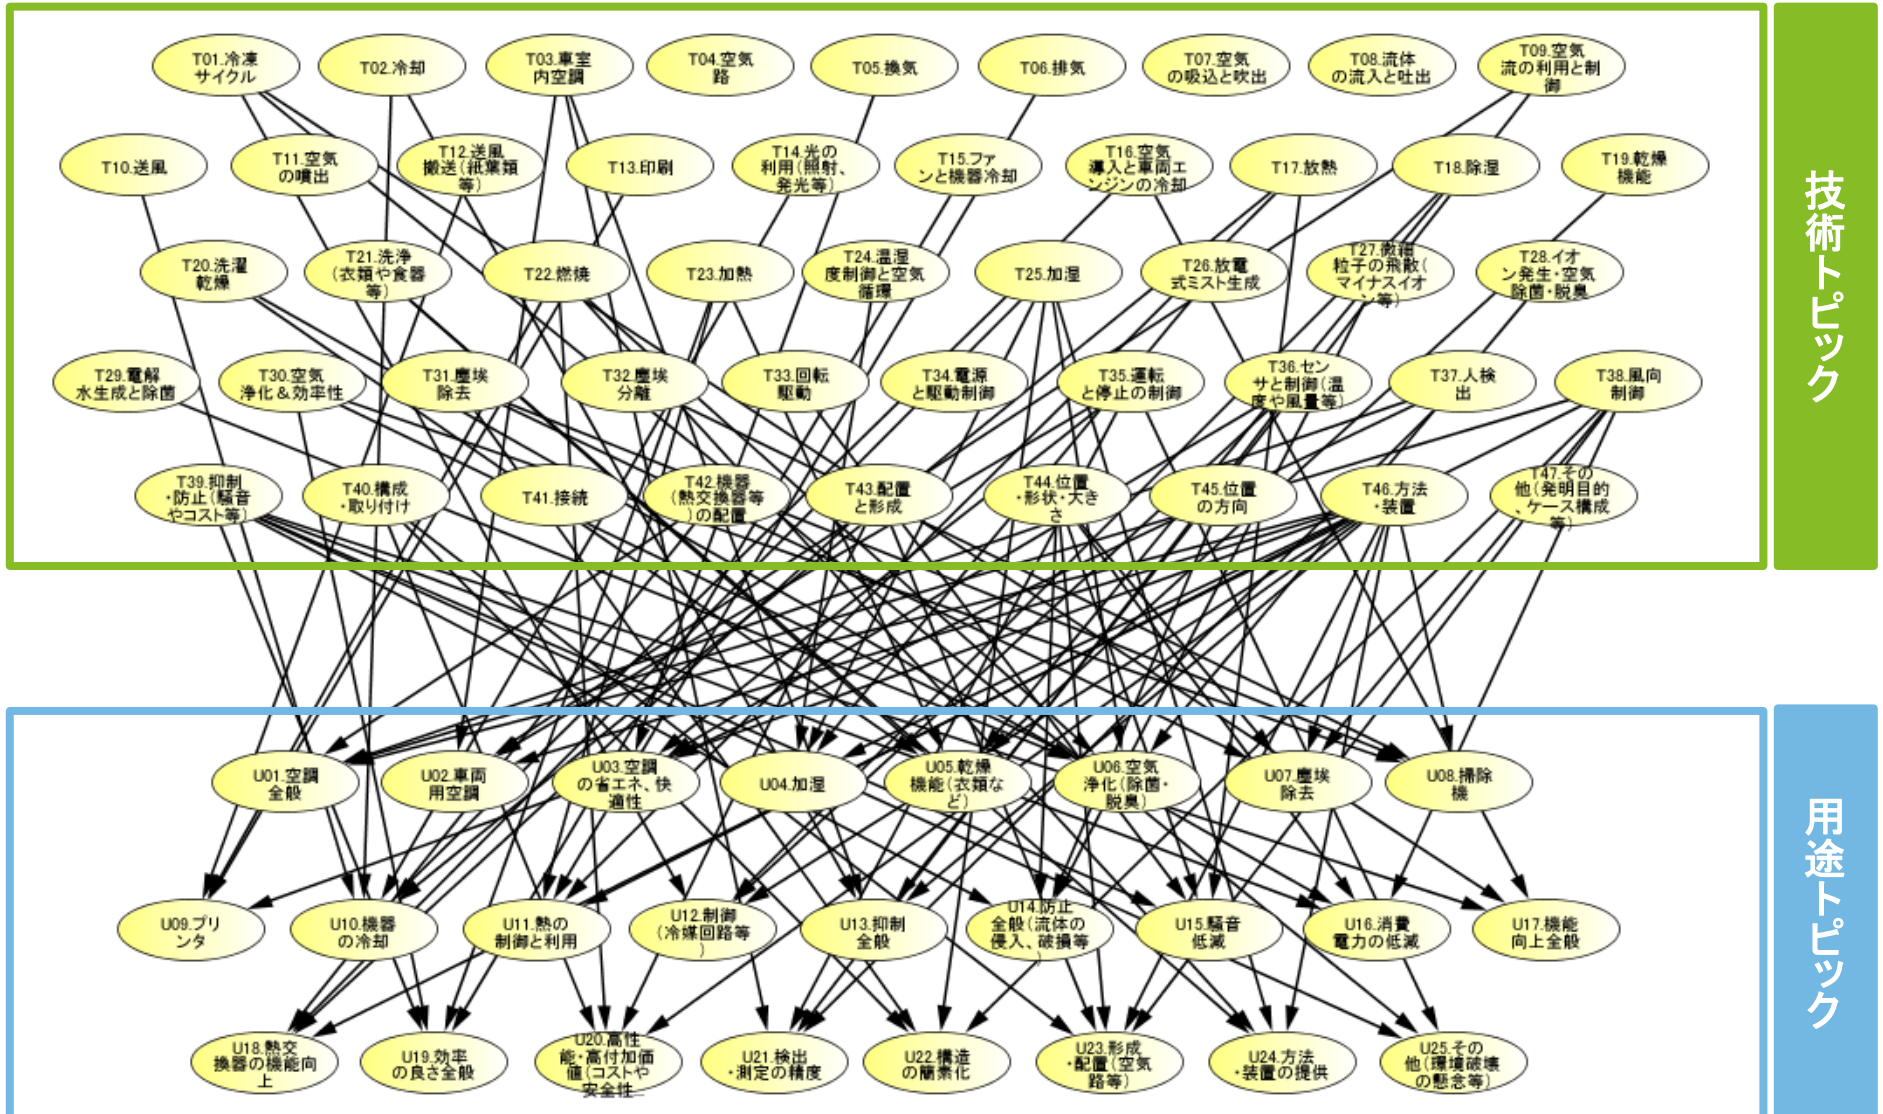 T01.冷凍
サイクル
T02.冷却
T03.車室
内空調
T04.空気
路
T05.換気
T06.排気
T07.空気
の吸込と吹出
T08.流体
の流入と吐出
T09.空気
流の利用と制
御
T10.送風
T11.空気
の噴出
T12.送風
搬送(紙葉類
等)
T13.印刷
T14.光の
利用(照射、
発光等)
T15.ファ
ンと機器冷却
T16.空気
導入と車両エ
ンジンの冷却
T17.放熱
T18.除湿
T19.乾燥
機能
T20.洗濯
乾燥
T21.洗浄
(衣類や食器
等)
T22.燃焼
T23.加熱
T24.温湿
度制御と空気
循環
T25.加湿
T26.放電
式ミスト生成
T27.微細
粒子の飛散(
マイナスイオ
ン等)
T28.イオ
ン発生・空気
除菌・脱臭
T29.電解
水生成と除菌
T30.空気
浄化&効率性
T31.塵埃
除去
T32.塵埃
分離
T33.回転
駆動
T34.電源
と駆動制御
T35.運転
と停止の制御
T36.セン
サと制御(温
度や風量等)
T37.人検
出
T38.風向
制御
T39.抑制
・防止(騒音
やコスト等)
T40.構成
・取り付け
T41.接続
T42.機器
(熱交換器等
)の配置
T43.配置
と形成
T44.位置
・形状・大き
さ
T45.位置
の方向
T46.方法
・装置
T47.その
他(発明目的
、ケース構成
等)
技術トピック
U01.空調
全般
U02.車両
用空調
U03.空調
の省エネ、快
適性
U04.加湿
U05.乾燥
機能(衣類な
ど)
U06.空気
浄化(除菌・
脱臭)
U07.塵埃
除去
U08.掃除
機
U09.プリ
ンタ
U10.機器
の冷却
U11.熱の
制御と利用
U12.制御
(冷媒回路等
)
U13.抑制
全般
U14.防止
全般(流体の
侵入、破損等
)
U15.騒音
低減
U16.消費
電力の低減
U17.機能
向上全般
U18.熱交
換器の機能向
上
U19.効率
の良さ全般
U20.高性
能・高付加価
値(コストや
安全性...
U21.検出
・測定の精度
U22.構造
の簡素化
U23.形成
・配置(空気
路等)
U24.方法
・装置の提供
U25.その
他(環境破壊
の懸念等)
用途トピック